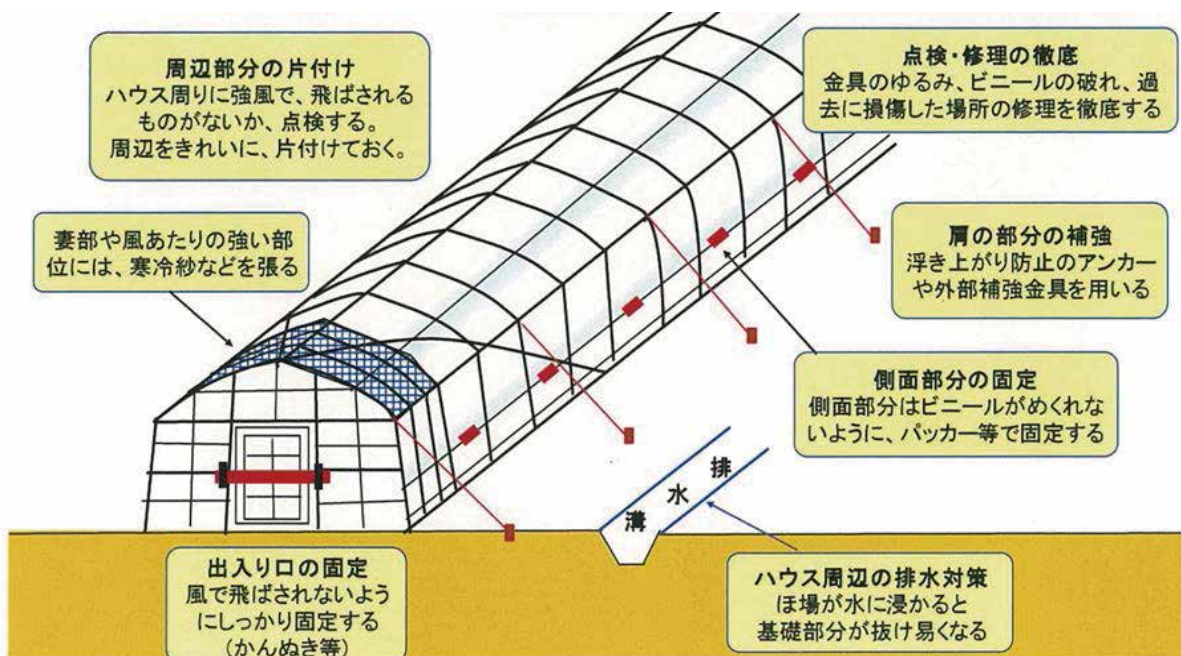 周辺部分の片付け
ハウス周りに強風で、飛ばされる
ものがないか、点検する。
周辺をきれいに、片付けておく。
点検・修理の徹底
金具のゆるみ、ビニールの破れ、過
去に損傷した場所の修理を徹底する
妻部や風あたりの強い部
位には、寒冷紗などを張る
肩の部分の補強
浮き上がり防止のアンカー
や外部補強金具を用いる
側面部分の固定
側面部分はビニールがめくれな
いように、パッカー等で固定する
排水溝
出入り口の固定
風で飛ばされないよう
にしっかり固定する
(かんぬき等)
ハウス周辺の排水対策
ほ場が水に浸かると
基礎部分が抜け易くなる